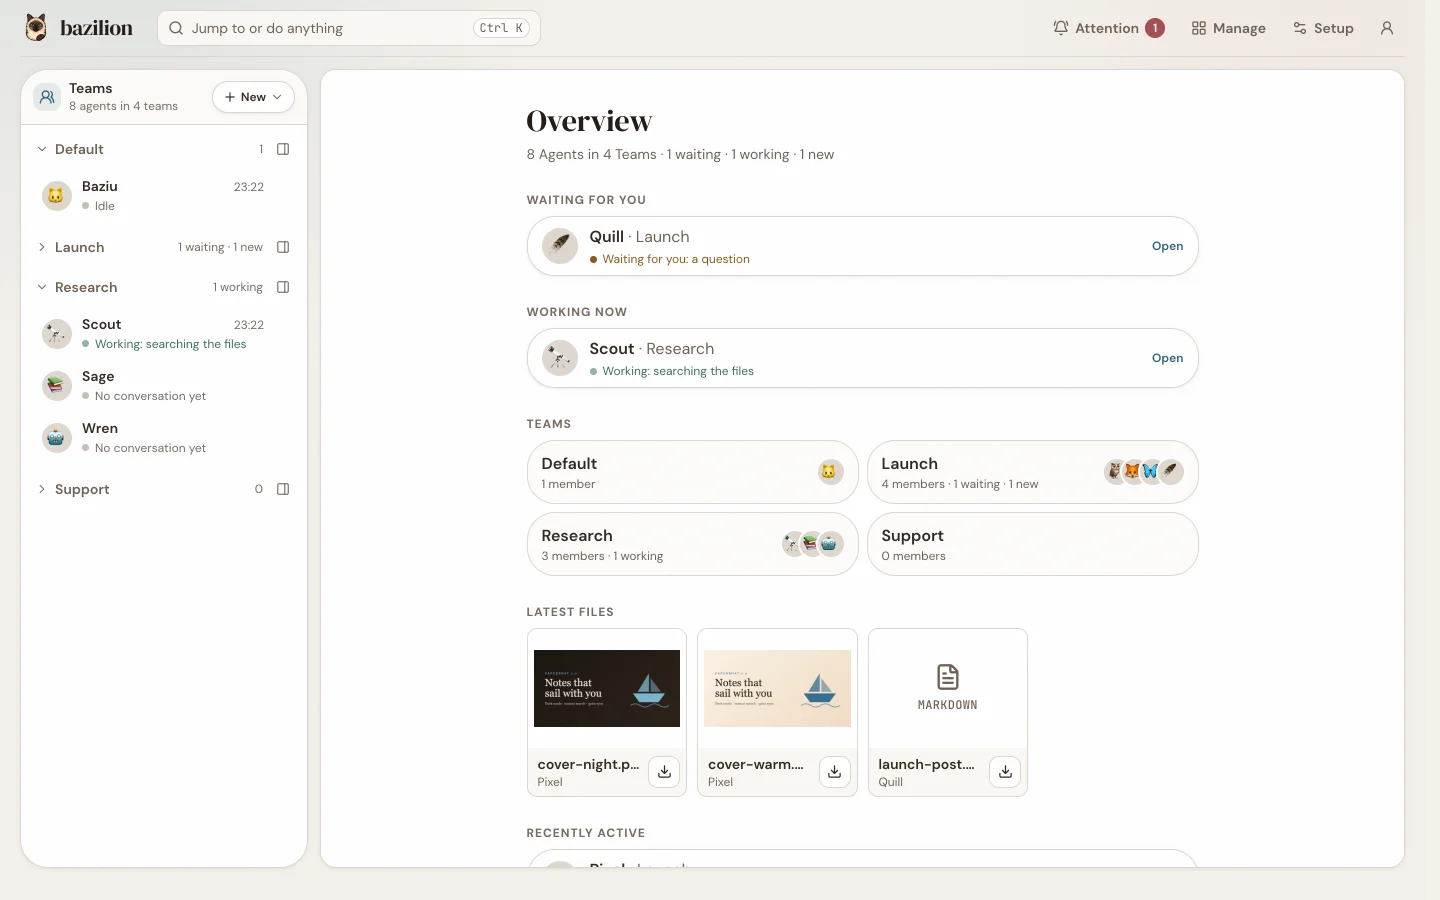 bazilion
Jump to or do anything
Ctrl K
Attention 1
Manage
Setup
Teams
8 agents in 4 teams
New
Default 1
Baziu 23:22
Idle
Launch 1 waiting · 1 new
Research 1 working
Scout 23:22
Working: searching the files
Sage
No conversation yet
Wren
No conversation yet
Support 0
Overview
8 Agents in 4 Teams · 1 waiting · 1 working · 1 new
WAITING FOR YOU
Quill · Launch
Waiting for you: a question
Open
WORKING NOW
Scout · Research
Working: searching the files
Open
TEAMS
Default
1 member
Launch
4 members · 1 waiting · 1 new
Research
3 members · 1 working
Support
0 members
LATEST FILES
Notes that
sail with you
Notes that
sail with you
MARKDOWN
cover-night.p...
Pixel
cover-warm....
Pixel
launch-post....
Quill
RECENTLY ACTIVE